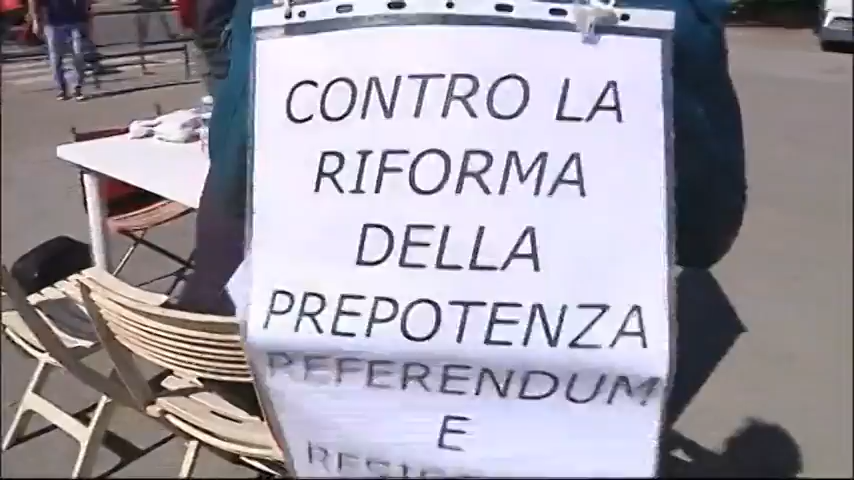 CONTRO LA
RIFORMA
DELLA
PREPOTENZA
REFERENDUM
E